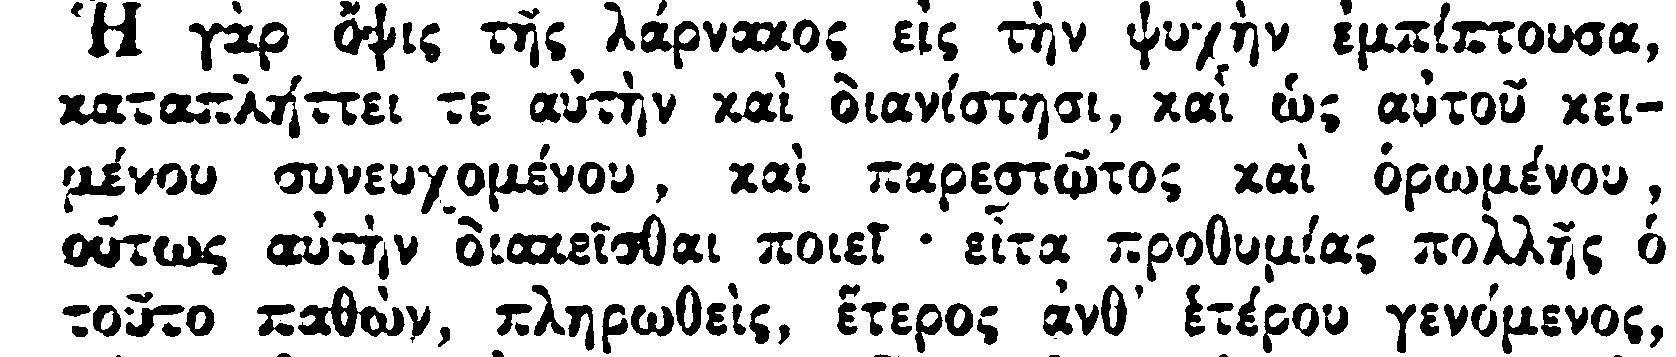 Ἡ γὰρ ὄψις τῆς λάρνακος εἰς τὴν ψυχὴν ἐμπίπτουσα,
καταπλήττει τε αὐτὴν καὶ διανίστησι, καὶ ὡς αὐτοῦ κει-
μένου συνευχομένου, καὶ παρεστῶτος καὶ ὁρωμένου,
οὕτως αὐτὴν διακεῖσθαι ποιεῖ · εἶτα προθυμίας πολλῆς ὁ
τοῦτο παθὼν, πληρωθεὶς, ἕτερος ἀνθ' ἑτέρου γενόμενος,